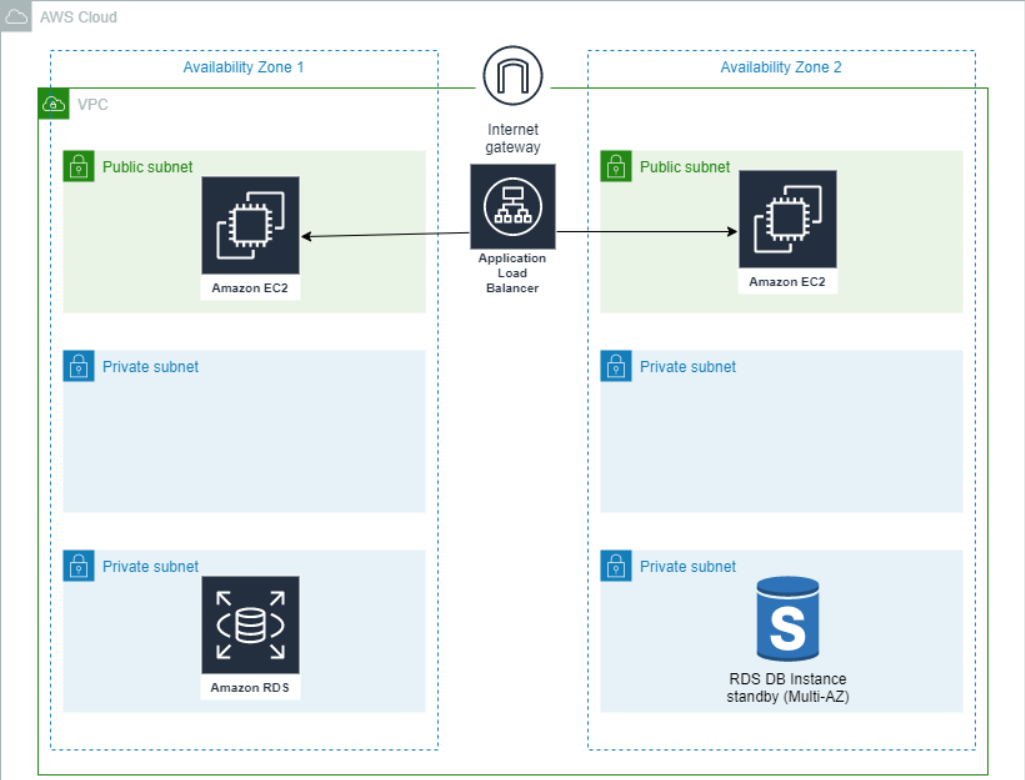 AWS Cloud
Availability Zone 1
Availability Zone 2
VPC
Internet
gateway
Public subnet
Public subnet
Amazon EC2
Application
Load
Balancer
Amazon EC2
Private subnet
Private subnet
Private subnet
Private subnet
Amazon RDS
S
RDS DB Instance
standby (Multi-AZ)